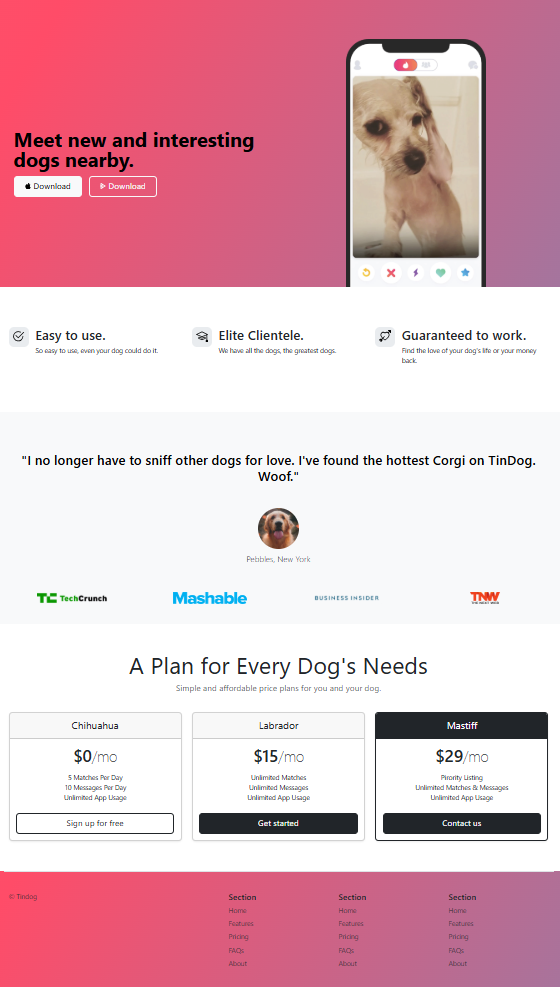 Meet new and interesting
dogs nearby.
Download
Download
Easy to use.
So easy to use, even your dog could do it.
Elite Clientele.
We have all the dogs, the greatest dogs.
Guaranteed to work.
Find the love of your dog's life or your money
back.
"I no longer have to sniff other dogs for love. I've found the hottest Corgi on TinDog.
Woof."
Pebbles, New York
TC TechCrunch
Mashable
BUSINESS INSIDER
TNW
THE NEXT WEB
A Plan for Every Dog's Needs
Simple and affordable price plans for you and your dog.
Chihuahua
$0/mo
5 Matches Per Day
10 Messages Per Day
Unlimited App Usage
Sign up for free
Labrador
$15/mo
Unlimited Matches
Unlimited Messages
Unlimited App Usage
Get started
Mastiff
$29/mo
Pirority Listing
Unlimited Matches & Messages
Unlimited App Usage
Contact us
© Tindog
Section
Home
Features
Pricing
FAQs
About
Section
Home
Features
Pricing
FAQs
About
Section
Home
Features
Pricing
FAQs
About